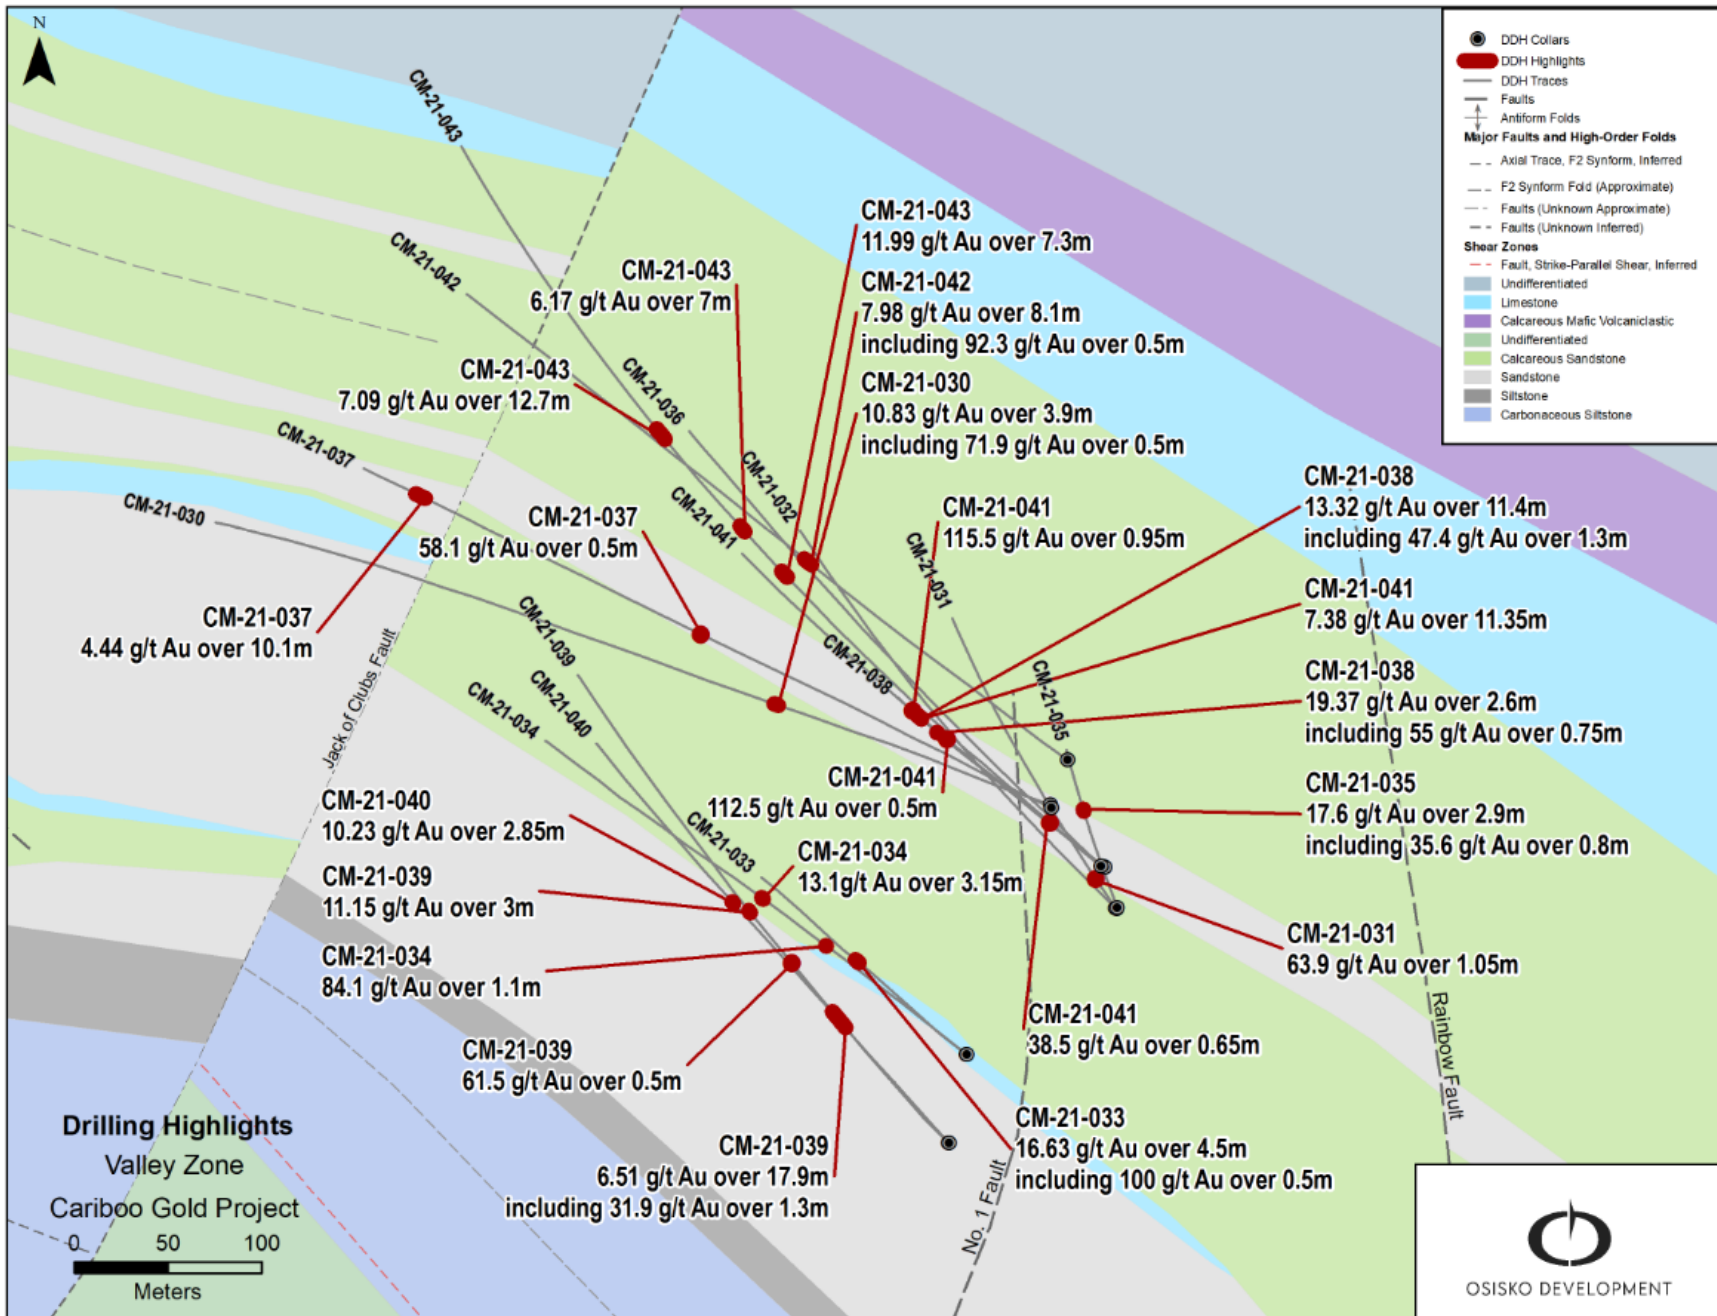 N
DDH Collars
DDH Highlights
DDH Traces
Faults
Antiform Folds
Major Faults and High-Order Folds
Axial Trace, F2 Synform, Inferred
F2 Synform Fold (Approximate)
Faults (Unknown Approximate)
Faults (Unknown Inferred)
Shear Zones
Fault, Strike-Parallel Shear, Inferred
Undifferentiated
Limestone
Calcareous Mafic Volcaniclastic
Undifferentiated
Calcareous Sandstone
Sandstone
Siltstone
Carbonaceous Siltstone
CM-21-043
CM-21-042
CM-21-036
CM-21-037
CM-21-030
CM-21-032
CM-21-041
CM-21-031
CM-21-039
CM-21-040
CM-21-034
CM-21-038
CM-21-035
CM-21-033
CM-21-043
11.99 g/t Au over 7.3m
CM-21-043
6.17 g/t Au over 7m
CM-21-042
7.98 g/t Au over 8.1m
including 92.3 g/t Au over 0.5m
CM-21-043
7.09 g/t Au over 12.7m
CM-21-030
10.83 g/t Au over 3.9m
including 71.9 g/t Au over 0.5m
CM-21-038
13.32 g/t Au over 11.4m
including 47.4 g/t Au over 1.3m
CM-21-041
115.5 g/t Au over 0.95m
CM-21-037
58.1 g/t Au over 0.5m
CM-21-041
7.38 g/t Au over 11.35m
CM-21-037
4.44 g/t Au over 10.1m
CM-21-038
19.37 g/t Au over 2.6m
including 55 g/t Au over 0.75m
CM-21-041
112.5 g/t Au over 0.5m
CM-21-035
17.6 g/t Au over 2.9m
including 35.6 g/t Au over 0.8m
CM-21-040
10.23 g/t Au over 2.85m
CM-21-034
13.1g/t Au over 3.15m
CM-21-039
11.15 g/t Au over 3m
CM-21-031
63.9 g/t Au over 1.05m
CM-21-034
84.1 g/t Au over 1.1m
CM-21-041
38.5 g/t Au over 0.65m
CM-21-039
61.5 g/t Au over 0.5m
CM-21-033
16.63 g/t Au over 4.5m
including 100 g/t Au over 0.5m
CM-21-039
6.51 g/t Au over 17.9m
including 31.9 g/t Au over 1.3m
Jack of Clubs Fault
No. 1 Fault
Rainbow Fault
Drilling Highlights
Valley Zone
Cariboo Gold Project
0 50 100
Meters
OSISKO DEVELOPMENT